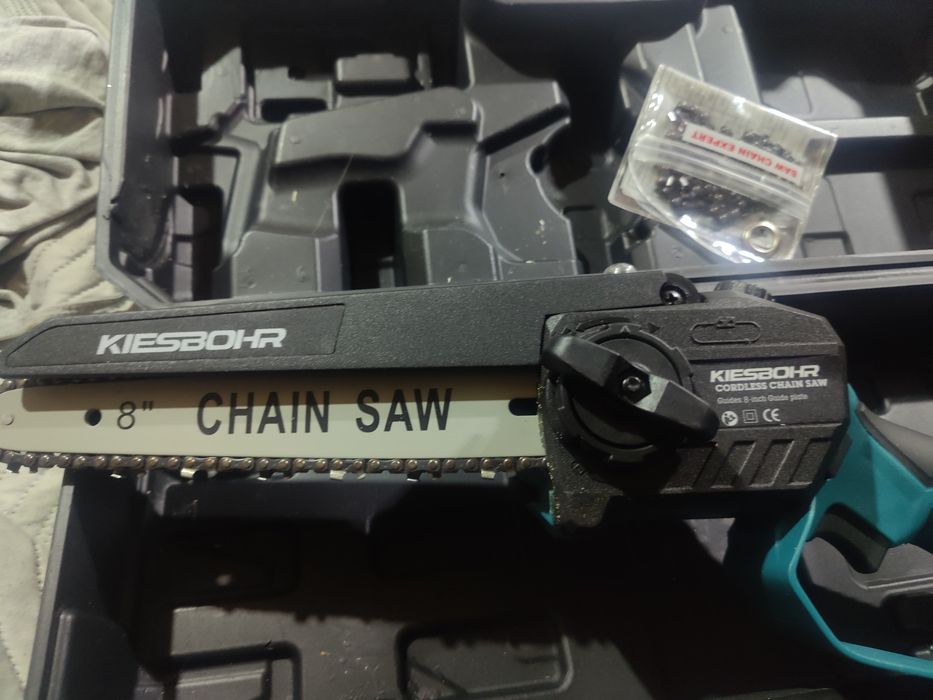 SAW CHAIN EXPERT
KIESBOHR
KIESBOHR
CORDLESS CHAIN SAW
Guides 8-inch Guide plate
CE
8" CHAIN SAW